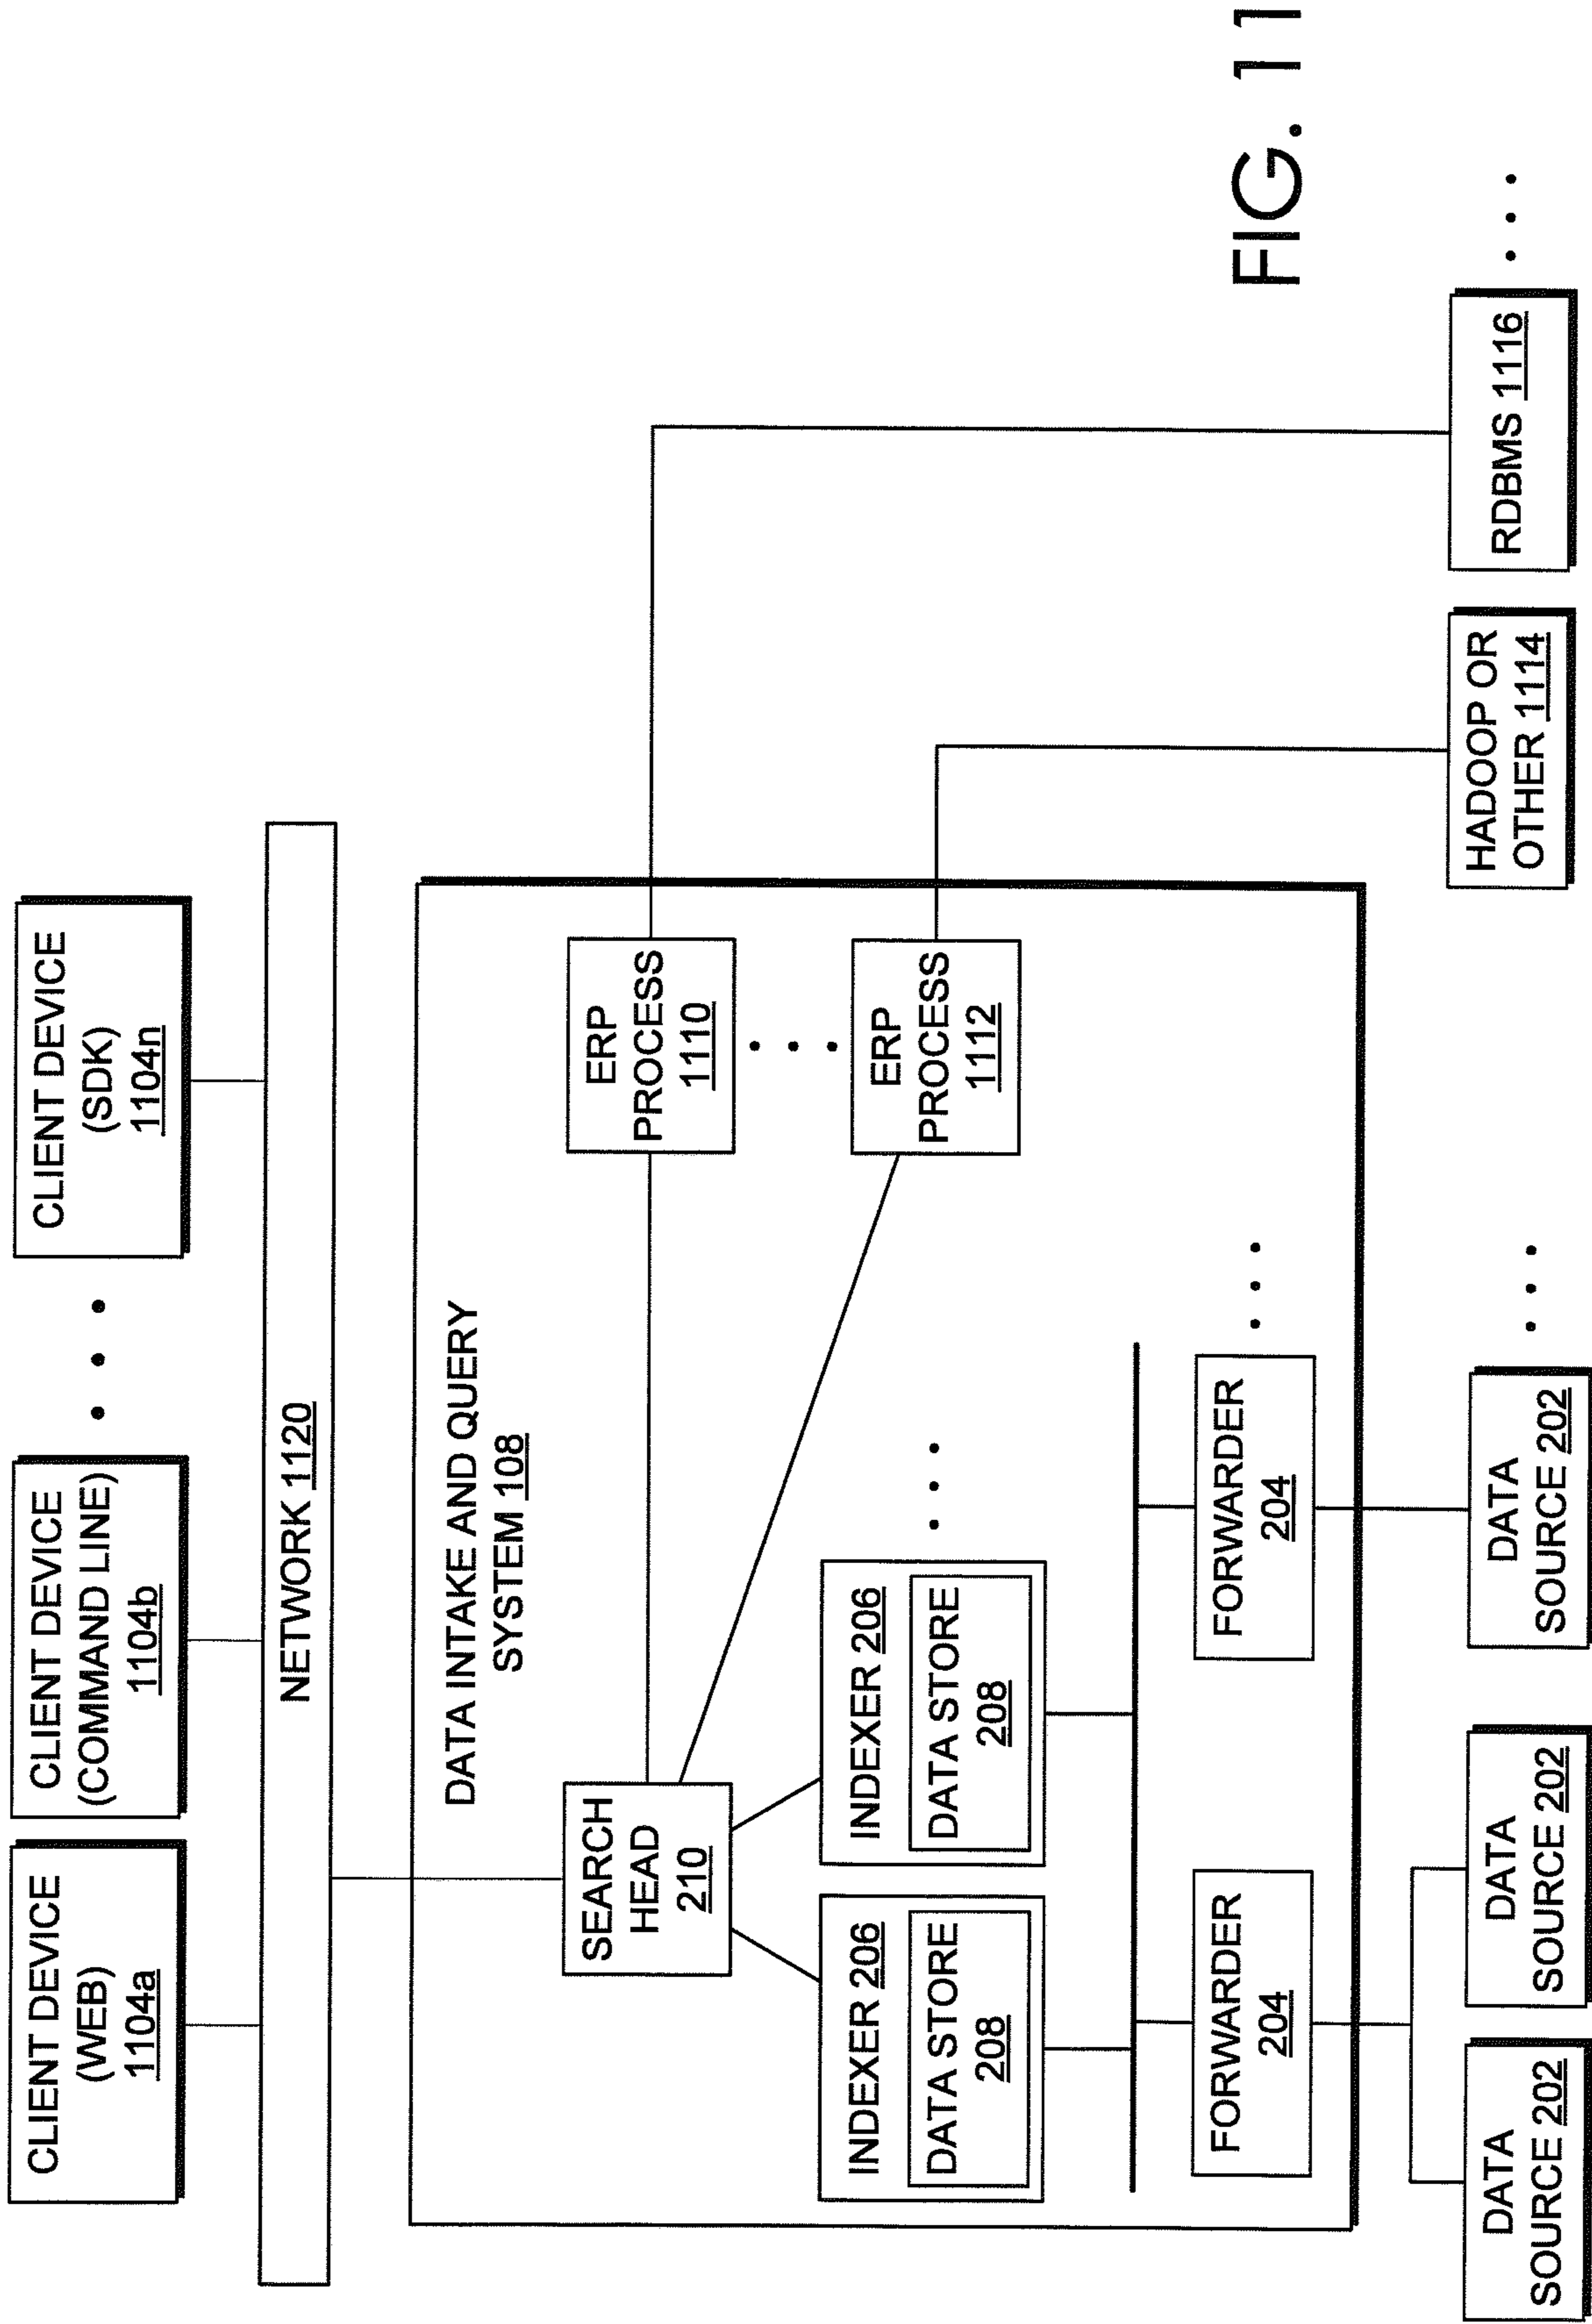 CLIENT DEVICE
(WEB)
1104a
CLIENT DEVICE
(COMMAND LINE)
1104b
CLIENT DEVICE
(SDK)
1104n
NETWORK 1120
DATA INTAKE AND QUERY
SYSTEM 108
SEARCH
HEAD
210
ERP
PROCESS
1110
ERP
PROCESS
1112
INDEXER 206
DATA STORE
208
INDEXER 206
DATA STORE
208
FORWARDER
204
FORWARDER
204
DATA
SOURCE 202
DATA
SOURCE 202
DATA
SOURCE 202
HADOOP OR
OTHER 1114
RDBMS 1116
FIG. 11